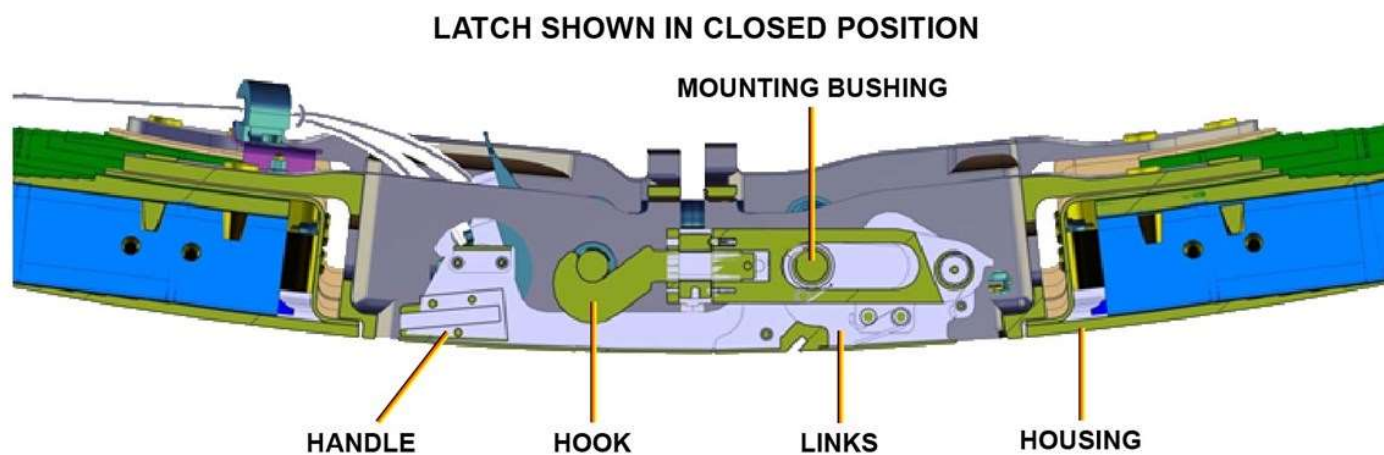 LATCH SHOWN IN CLOSED POSITION
MOUNTING BUSHING
HANDLE
HOOK
LINKS
HOUSING